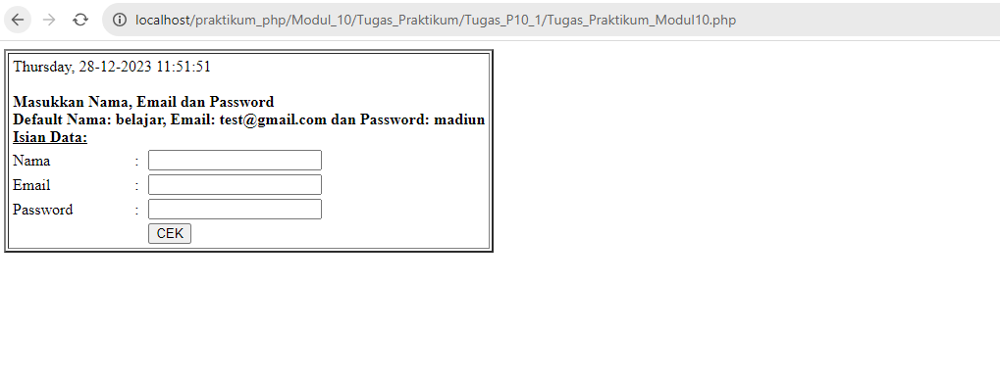 localhost/praktikum_php/Modul_10/Tugas_Praktikum/Tugas_P10_1/Tugas_Praktikum_Modul10.php
Thursday, 28-12-2023 11:51:51
Masukkan Nama, Email dan Password
Default Nama: belajar, Email: test@gmail.com dan Password: madiun
Isian Data:
Nama :
Email :
Password :
CEK